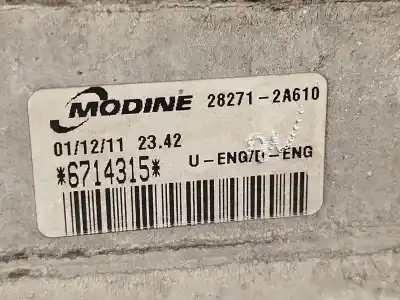 MODINE 28271-2A610
01/12/11 23.42
*6714315* U-ENG/U-ENG